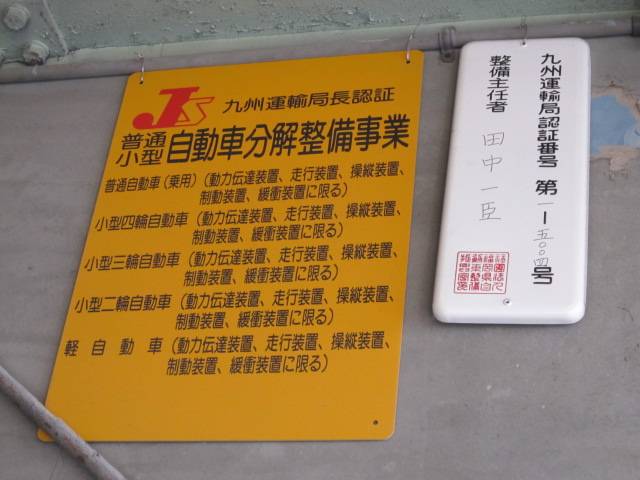 JS 九州運輸局長認証
普通
小型 自動車分解整備事業
普通自動車(乗用)(動力伝達装置、走行装置、操縦装置、
制動装置、緩衝装置に限る)
小型四輪自動車(動力伝達装置、走行装置、操縦装置、
制動装置、緩衝装置に限る)
小型三輪自動車(動力伝達装置、走行装置、操縦装置、
制動装置、緩衝装置に限る)
小型二輪自動車(動力伝達装置、走行装置、操縦装置、
制動装置、緩衝装置に限る)
軽自動車(動力伝達装置、走行装置、操縦装置、
制動装置、緩衝装置に限る)
九州運輸局認証番号 第一ー五〇〇四号
整備主任者 田中一臣